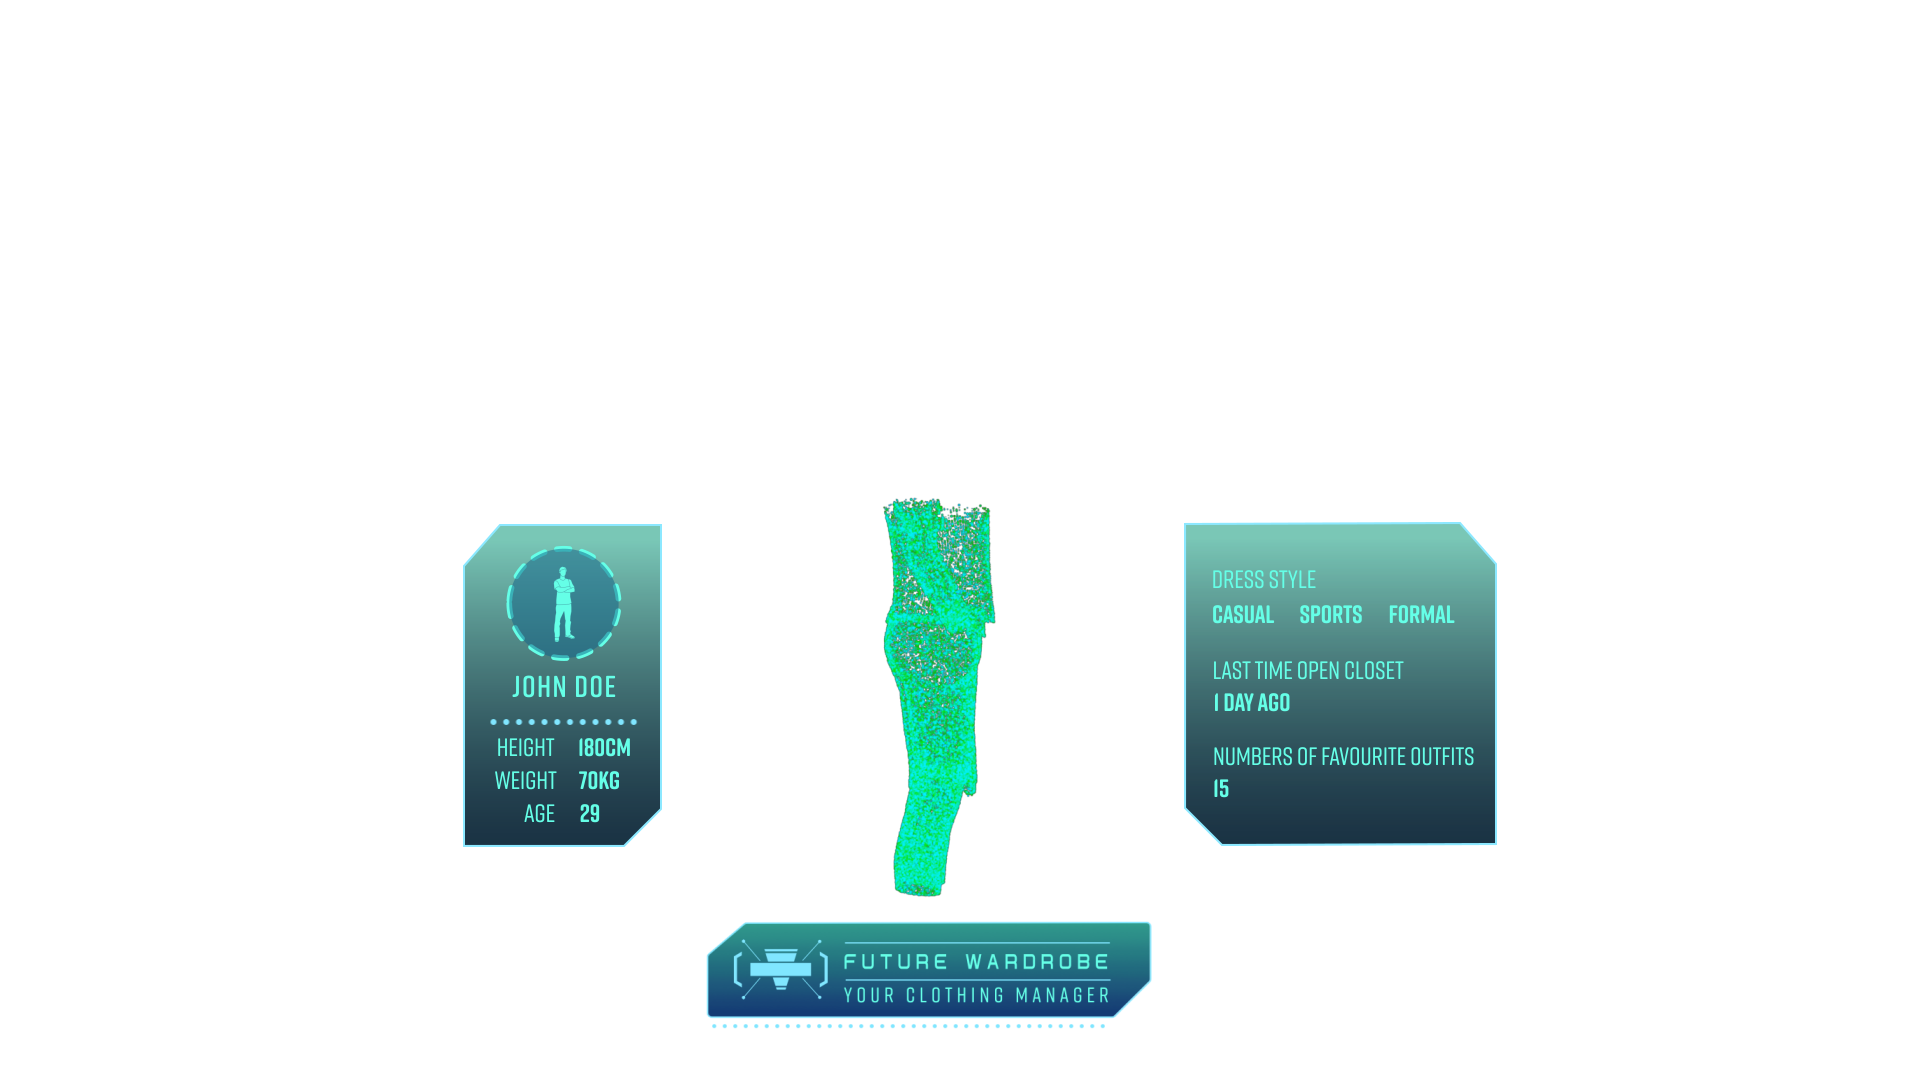 JOHN DOE
HEIGHT 180CM
WEIGHT 70KG
AGE 29
DRESS STYLE
CASUAL SPORTS FORMAL
LAST TIME OPEN CLOSET
1 DAY AGO
NUMBERS OF FAVOURITE OUTFITS
15
FUTURE WARDROBE
YOUR CLOTHING MANAGER